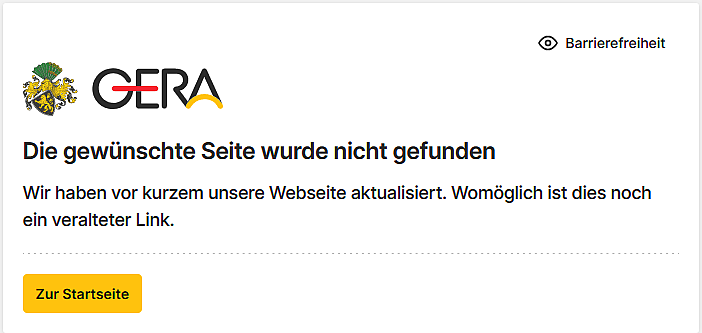 Barrierefreiheit
GERA
Die gewünschte Seite wurde nicht gefunden
Wir haben vor kurzem unsere Webseite aktualisiert. Womöglich ist dies noch
ein veralteter Link.
Zur Startseite